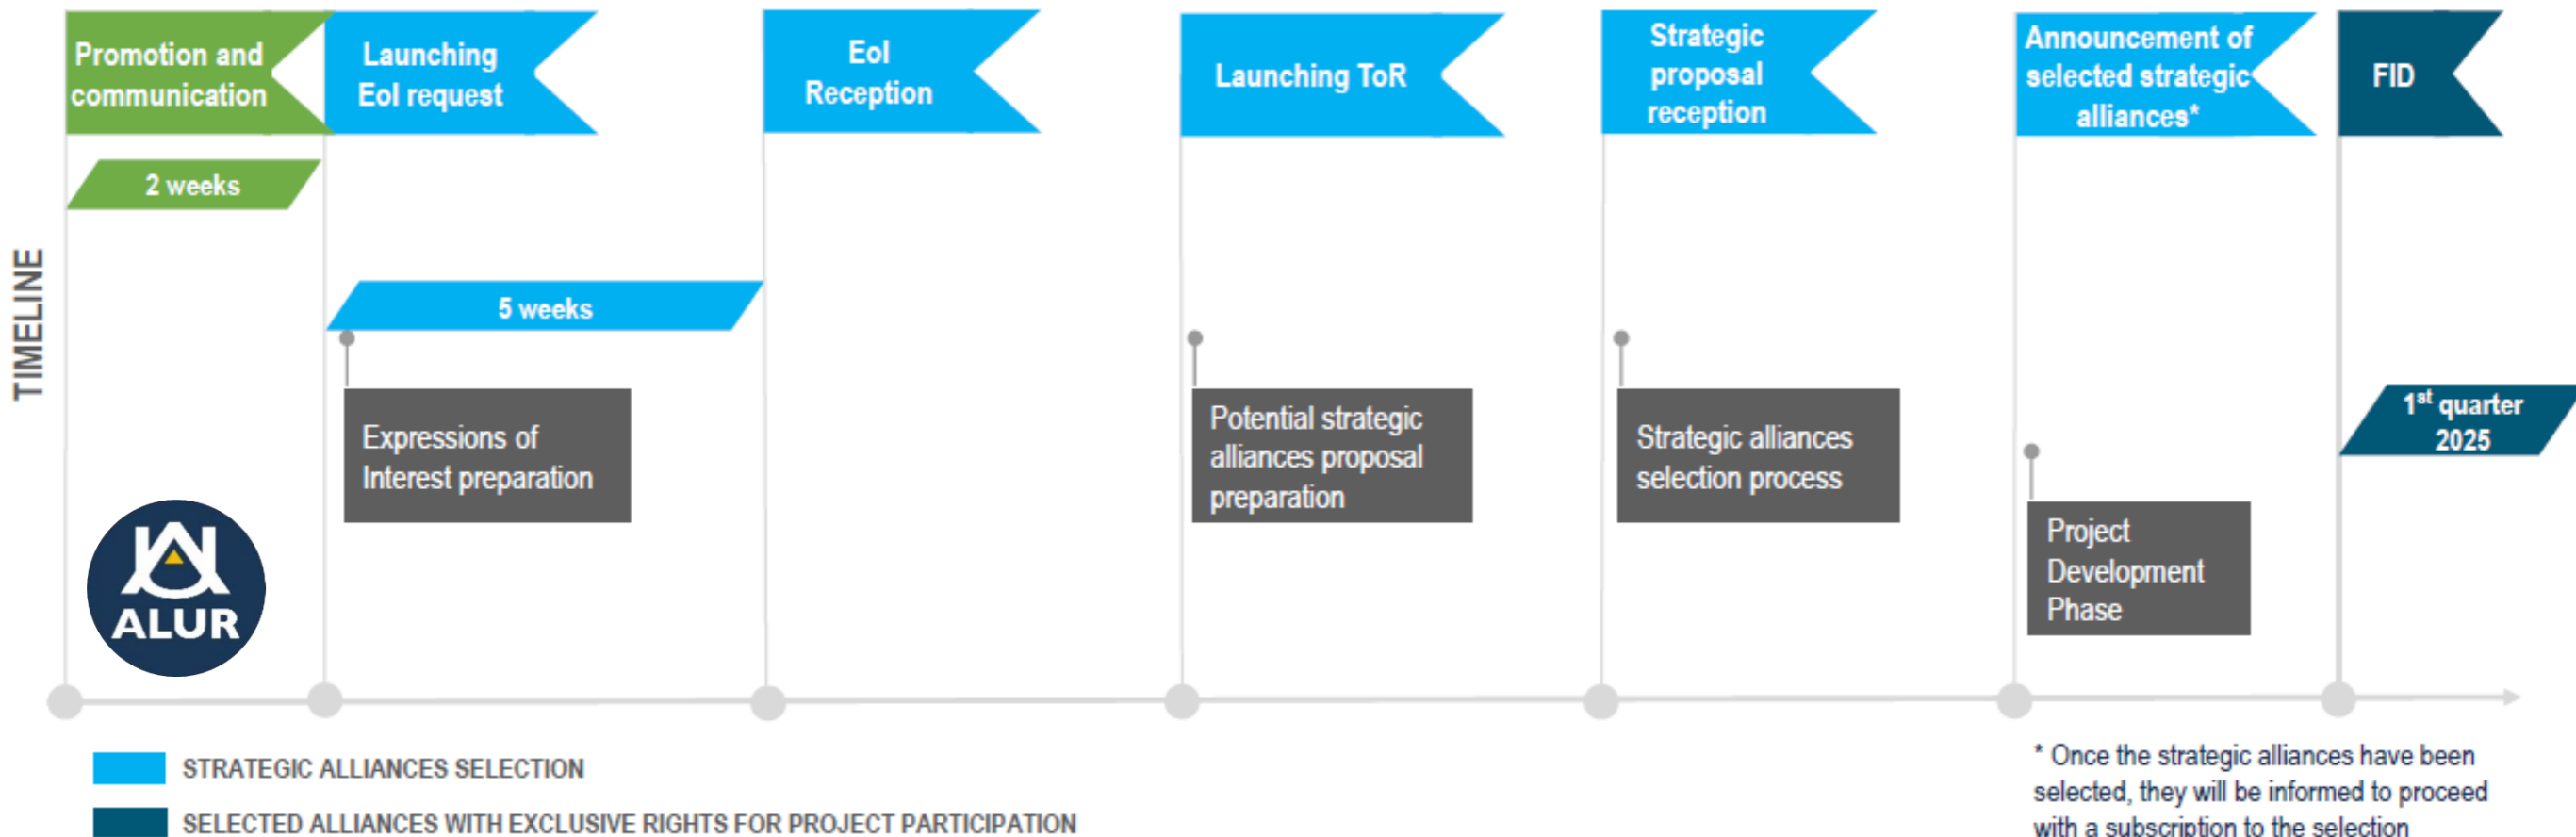 Promotion and
communication
Launching
EoI request
EoI
Reception
Launching ToR
Strategic
proposal
reception
Announcement of
selected strategic
alliances*
FID
TIMELINE
2 weeks
5 weeks
Expressions of
Interest preparation
Potential strategic
alliances proposal
preparation
Strategic alliances
selection process
1st quarter
2025
Project
Development
Phase
ALUR
STRATEGIC ALLIANCES SELECTION
SELECTED ALLIANCES WITH EXCLUSIVE RIGHTS FOR PROJECT PARTICIPATION
* Once the strategic alliances have been
selected, they will be informed to proceed
with a subscription to the selection